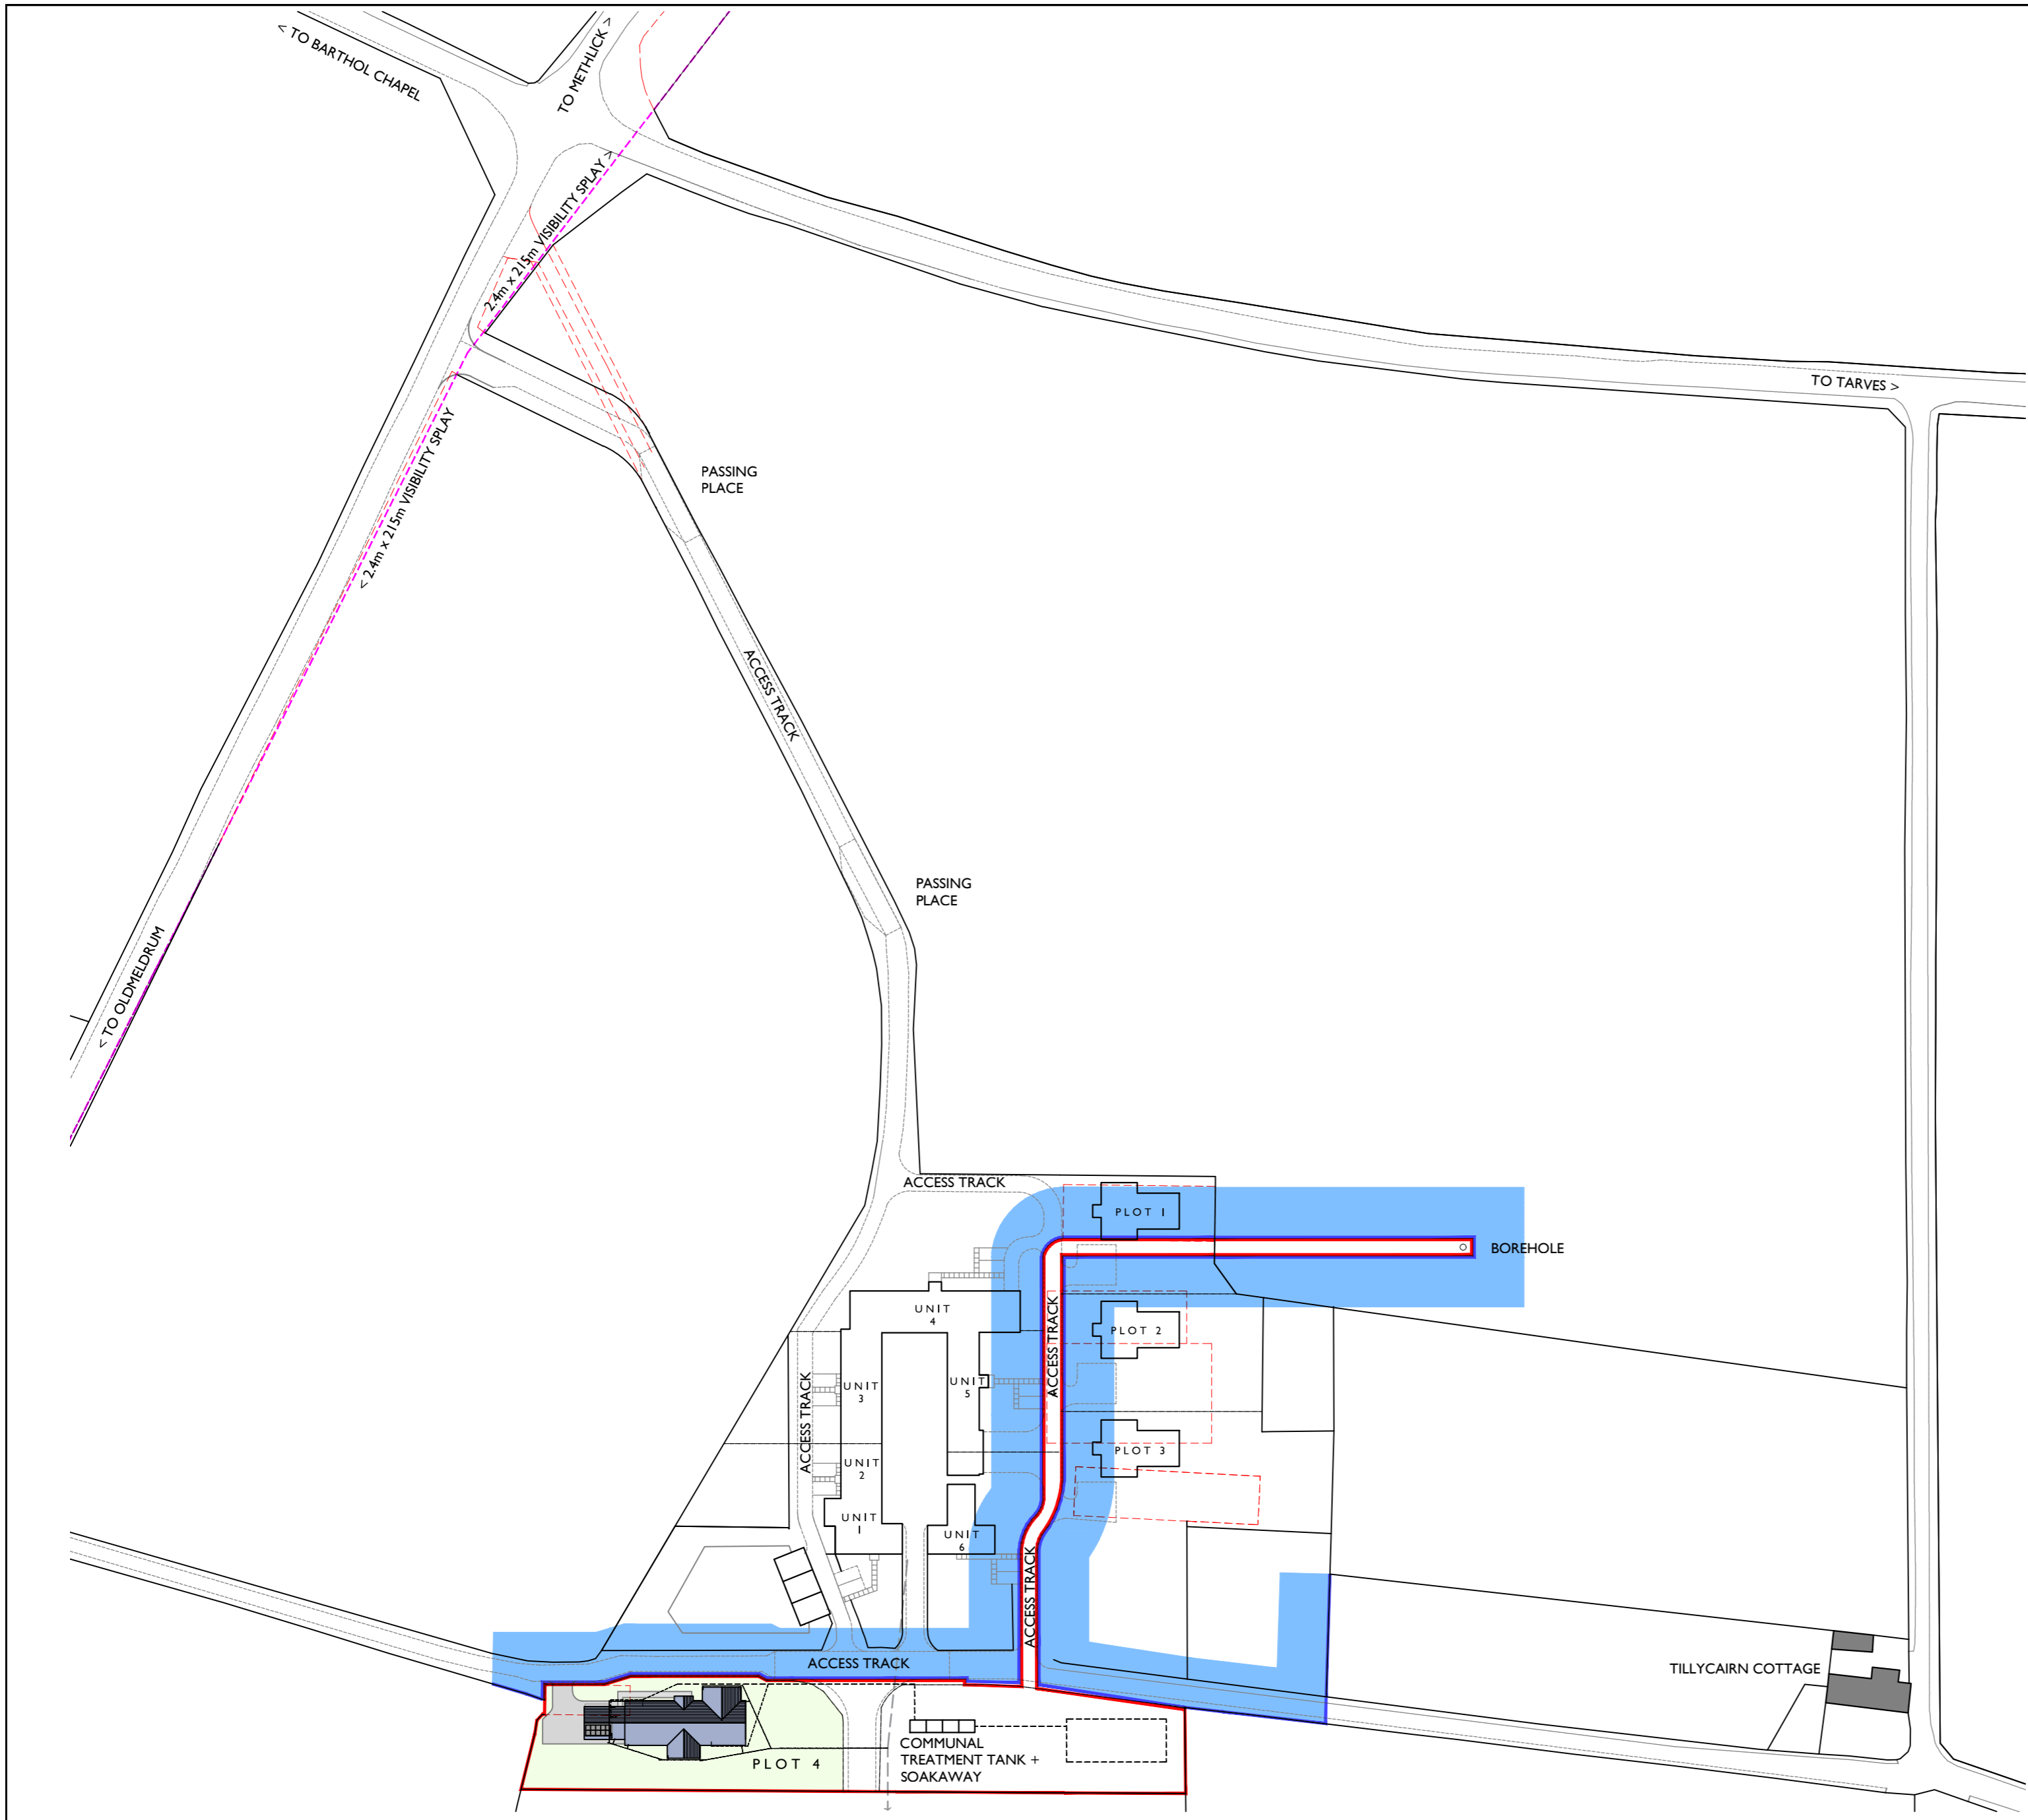 < TO BARTHOL CHAPEL
TO METHLICK >
2.4m x 215m VISIBILITY SPLAY >
TO TARVES >
< 2.4m x 215m VISIBILITY SPLAY
PASSING
PLACE
ACCESS TRACK
PASSING
PLACE
< TO OLDMELDRUM
ACCESS TRACK
PLOT 1
BOREHOLE
UNIT
4
ACCESS TRACK
PLOT 2
UNIT
3
UNIT
5
ACCESS TRACK
PLOT 3
UNIT
2
UNIT
1
UNIT
6
ACCESS TRACK
ACCESS TRACK
TILLYCAIRN COTTAGE
PLOT 4
COMMUNAL
TREATMENT TANK +
SOAKAWAY